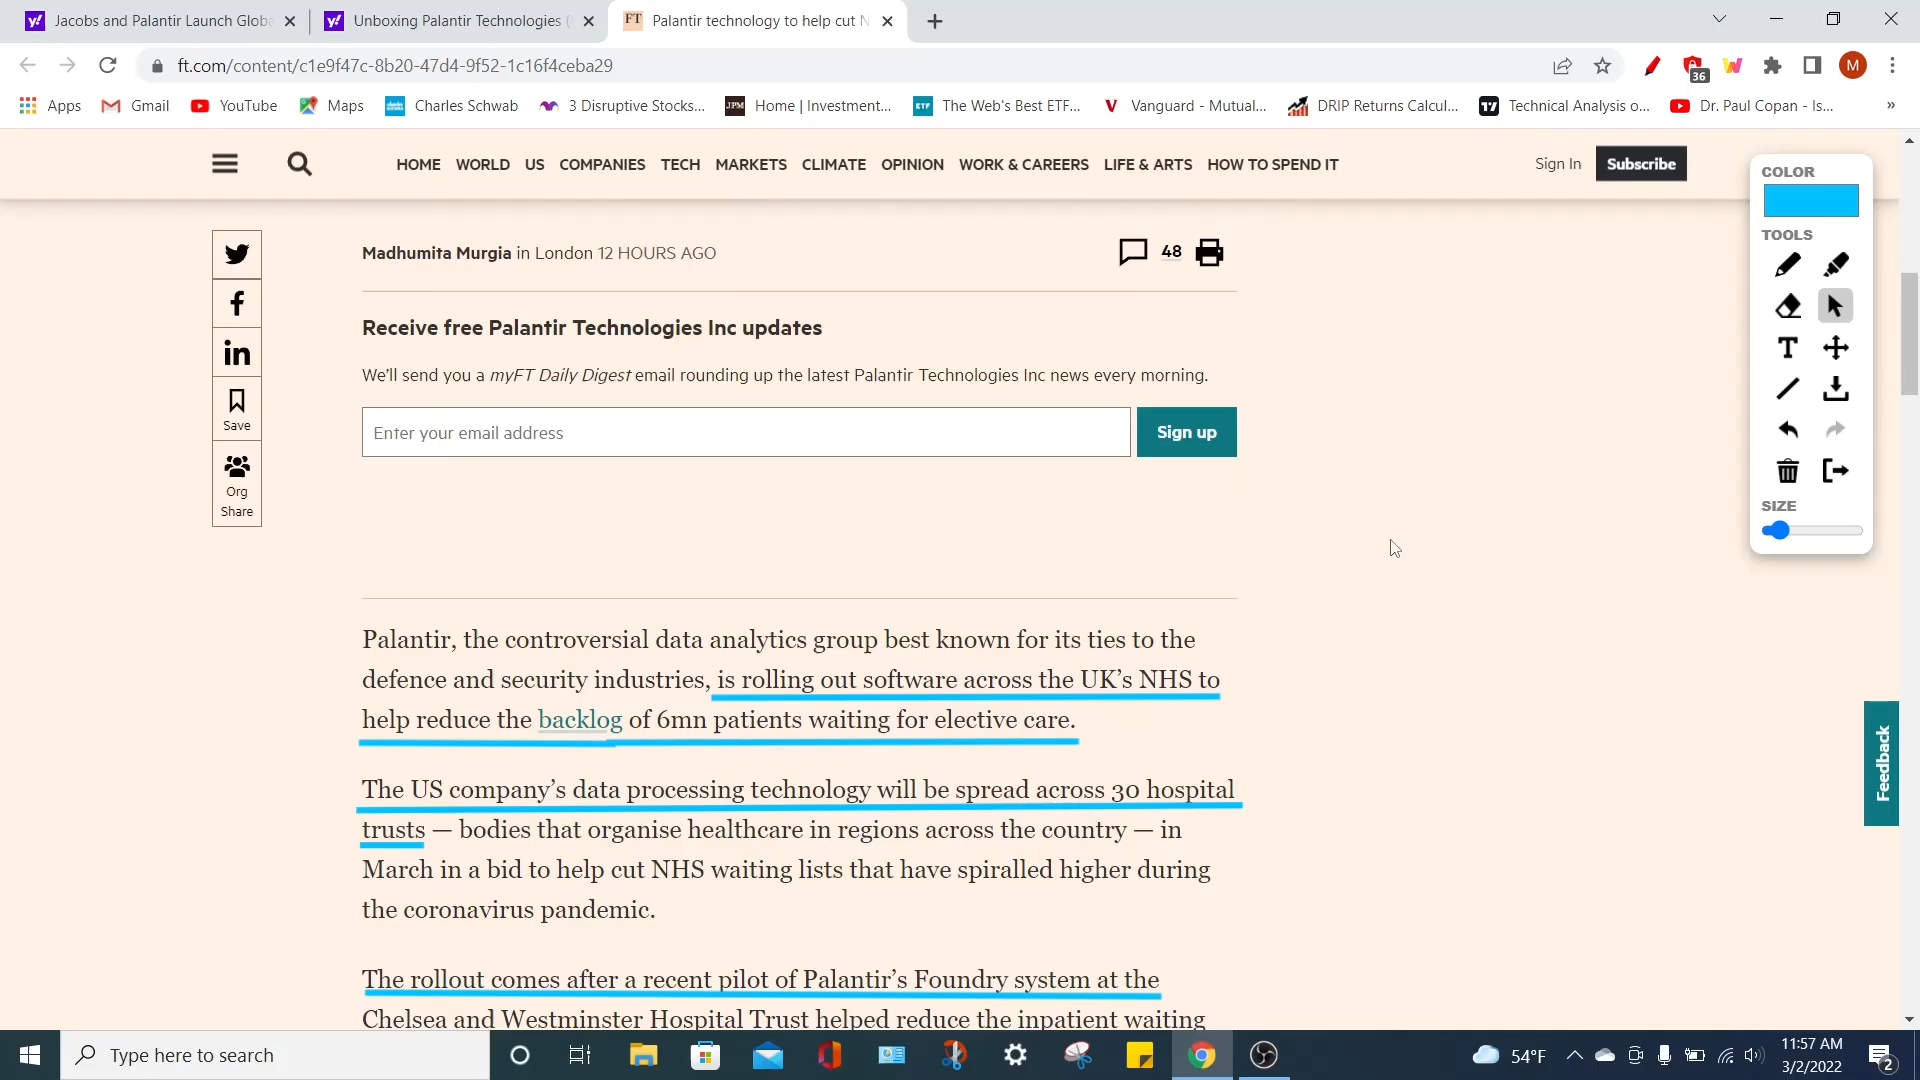 Jacobs and Palantir Launch Globa
Unboxing Palantir Technologies (
FT
Palantir technology to help cut N
ft.com/content/c1e9f47c-8b20-47d4-9f52-1c16f4ceba29
36
M
Apps
Gmail
YouTube
Maps
Charles Schwab
3 Disruptive Stocks...
JPM
Home | Investment...
ETF
The Web's Best ETF...
Vanguard - Mutual...
DRIP Returns Calcul...
Technical Analysis o...
Dr. Paul Copan - Is...
»
HOME WORLD US COMPANIES TECH MARKETS CLIMATE OPINION WORK & CAREERS LIFE & ARTS HOW TO SPEND IT
Sign In
Subscribe
COLOR
TOOLS
SIZE
Madhumita Murgia in London 12 HOURS AGO
48
Receive free Palantir Technologies Inc updates
We'll send you a myFT Daily Digest email rounding up the latest Palantir Technologies Inc news every morning.
Enter your email address
Sign up
Save
Org
Share
Palantir, the controversial data analytics group best known for its ties to the
defence and security industries, is rolling out software across the UK's NHS to
help reduce the backlog of 6mn patients waiting for elective care.
The US company's data processing technology will be spread across 30 hospital
trusts — bodies that organise healthcare in regions across the country — in
March in a bid to help cut NHS waiting lists that have spiralled higher during
the coronavirus pandemic.
The rollout comes after a recent pilot of Palantir's Foundry system at the
Chelsea and Westminster Hospital Trust helped reduce the inpatient waiting
Feedback
Type here to search
54°F
11:57 AM
3/2/2022
2